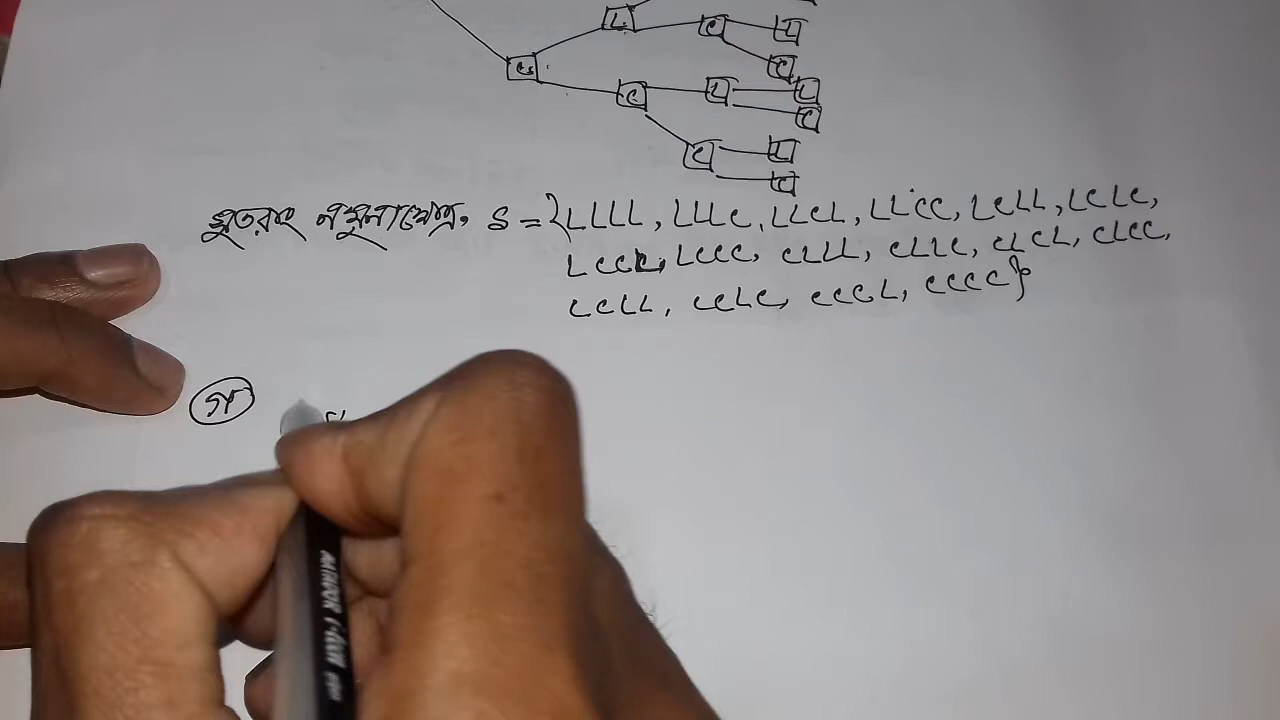 L C L
C
C L L
C
C L
C
সুতরাং নমুনাক্ষেত্র, S = {LLLL, LLLC, LLCL, LLCC, LCLL, LCLC,
LCCL, LCCC, CLLL, CLLC, CLCL, CLCC,
CCLL, CCLC, CCCL, CCCC}
গ